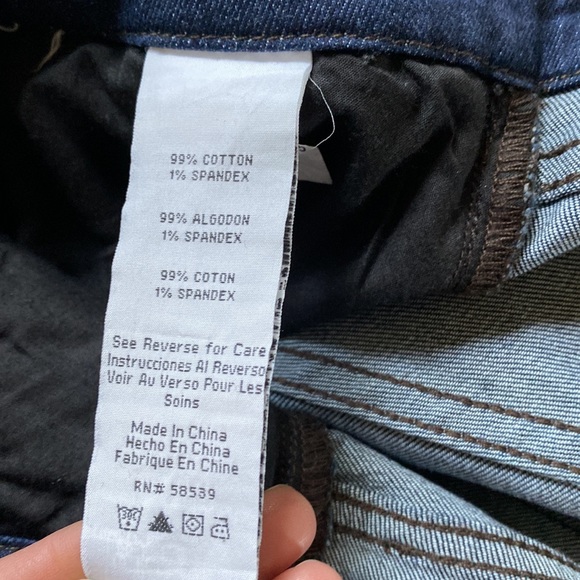 99% COTTON
1% SPANDEX
99% ALGODON
1% SPANDEX
99% COTON
1% SPANDEX
See Reverse for Care
Instrucciones Al Reverso
Voir Au Verso Pour Les
Soins
Made In China
Hecho En China
Fabrique En Chine
RN# 58539
30C